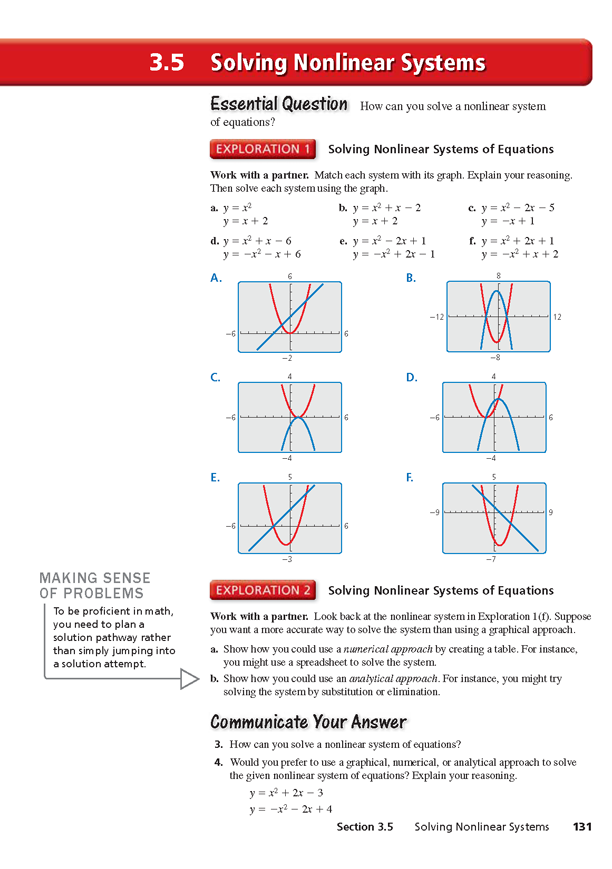 3.5 Solving Nonlinear Systems
Essential Question How can you solve a nonlinear system
of equations?
EXPLORATION 1 Solving Nonlinear Systems of Equations
Work with a partner. Match each system with its graph. Explain your reasoning.
Then solve each system using the graph.
a. y = x² b. y = x² + x − 2 c. y = x² − 2x − 5
y = x + 2 y = x + 2 y = −x + 1
d. y = x² + x − 6 e. y = x² − 2x + 1 f. y = x² + 2x + 1
y = −x² − x + 6 y = −x² + 2x − 1 y = −x² + x + 2
A. B.
6 8
−6 6 −12 12
−2 −8
C. D.
4 4
−6 6 −6 6
−4 −4
E. F.
5 5
−6 6 −9 9
−3 −7
MAKING SENSE
OF PROBLEMS
To be proficient in math,
you need to plan a
solution pathway rather
than simply jumping into
a solution attempt.
EXPLORATION 2 Solving Nonlinear Systems of Equations
Work with a partner. Look back at the nonlinear system in Exploration 1(f). Suppose
you want a more accurate way to solve the system than using a graphical approach.
a. Show how you could use a numerical approach by creating a table. For instance,
you might use a spreadsheet to solve the system.
b. Show how you could use an analytical approach. For instance, you might try
solving the system by substitution or elimination.
Communicate Your Answer
3. How can you solve a nonlinear system of equations?
4. Would you prefer to use a graphical, numerical, or analytical approach to solve
the given nonlinear system of equations? Explain your reasoning.
y = x² + 2x − 3
y = −x² − 2x + 4
Section 3.5 Solving Nonlinear Systems 131